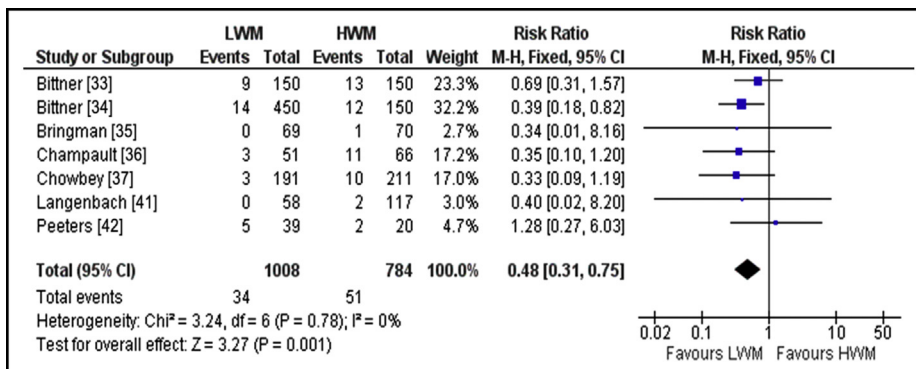 LWM HWM Risk Ratio Risk Ratio
Study or Subgroup Events Total Events Total Weight M-H, Fixed, 95% CI M-H, Fixed, 95% CI
Bittner [33] 9 150 13 150 23.3% 0.69 [0.31, 1.57]
Bittner [34] 14 450 12 150 32.2% 0.39 [0.18, 0.82]
Bringman [35] 0 69 1 70 2.7% 0.34 [0.01, 8.16]
Champault [36] 3 51 11 66 17.2% 0.35 [0.10, 1.20]
Chowbey [37] 3 191 10 211 17.0% 0.33 [0.09, 1.19]
Langenbach [41] 0 58 2 117 3.0% 0.40 [0.02, 8.20]
Peeters [42] 5 39 2 20 4.7% 1.28 [0.27, 6.03]
Total (95% CI) 1008 784 100.0% 0.48 [0.31, 0.75]
Total events 34 51
Heterogeneity: Chi² = 3.24, df = 6 (P = 0.78); I² = 0%
Test for overall effect: Z = 3.27 (P = 0.001)
0.02 0.1 1 10 50
Favours LWM Favours HWM